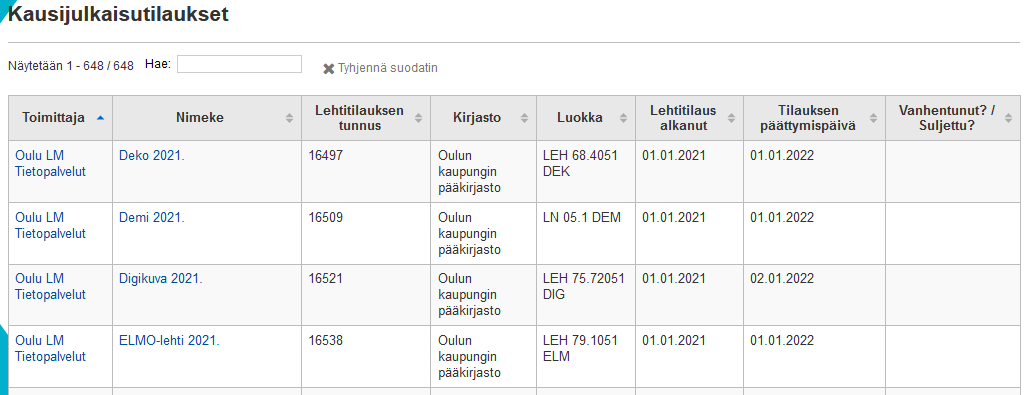 Kausijulkaisutilaukset
Näytetään 1 - 648 / 648 Hae: Tyhjennä suodatin
Toimittaja Nimeke Lehtitilauksen tunnus Kirjasto Luokka Lehtitilaus alkanut Tilauksen päättymispäivä Vanhentunut? / Suljettu?
Oulu LM Tietopalvelut Deko 2021. 16497 Oulun kaupungin pääkirjasto LEH 68.4051 DEK 01.01.2021 01.01.2022
Oulu LM Tietopalvelut Demi 2021. 16509 Oulun kaupungin pääkirjasto LN 05.1 DEM 01.01.2021 01.01.2022
Oulu LM Tietopalvelut Digikuva 2021. 16521 Oulun kaupungin pääkirjasto LEH 75.72051 DIG 01.01.2021 02.01.2022
Oulu LM Tietopalvelut ELMO-lehti 2021. 16538 Oulun kaupungin pääkirjasto LEH 79.1051 ELM 01.01.2021 01.01.2022